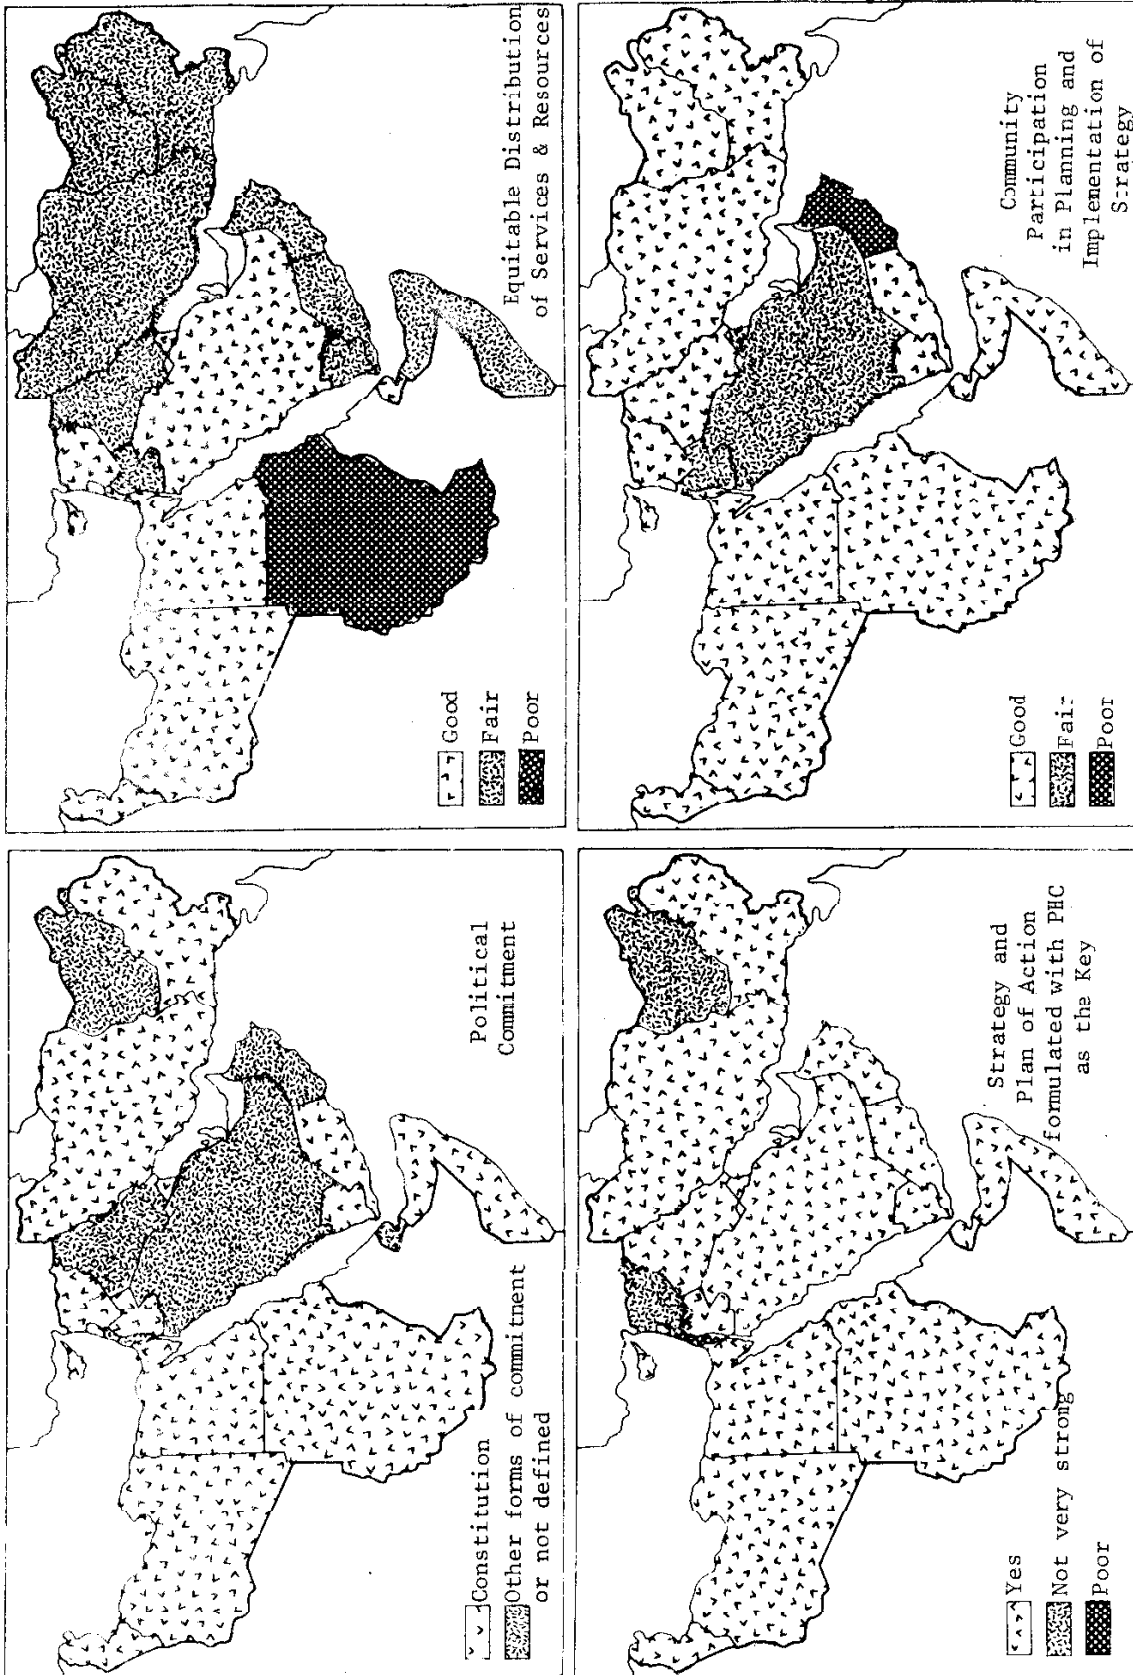 Political
Commitment
Constitution
Other forms of commitment
or not defined
Equitable Distribution
of Services & Resources
Good
Fair
Poor
Strategy and
Plan of Action
formulated with PHC
as the Key
Yes
Not very strong
Poor
Community
Participation
in Planning and
Implementation of
Strategy
Good
Fair
Poor